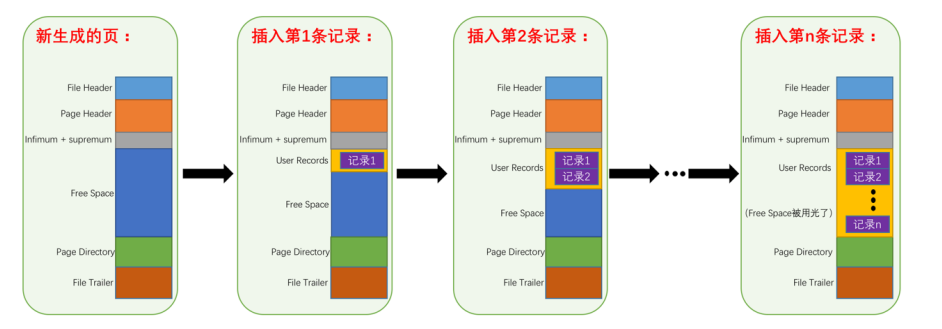 新生成的页：
File Header
Page Header
Infimum + supremum
Free Space
Page Directory
File Trailer
插入第1条记录：
File Header
Page Header
Infimum + supremum
User Records
记录1
Free Space
Page Directory
File Trailer
插入第2条记录：
File Header
Page Header
Infimum + supremum
User Records
记录1
记录2
Free Space
Page Directory
File Trailer
插入第n条记录：
File Header
Page Header
Infimum + supremum
User Records
记录1
记录2
(Free Space被用光了)
记录n
Page Directory
File Trailer